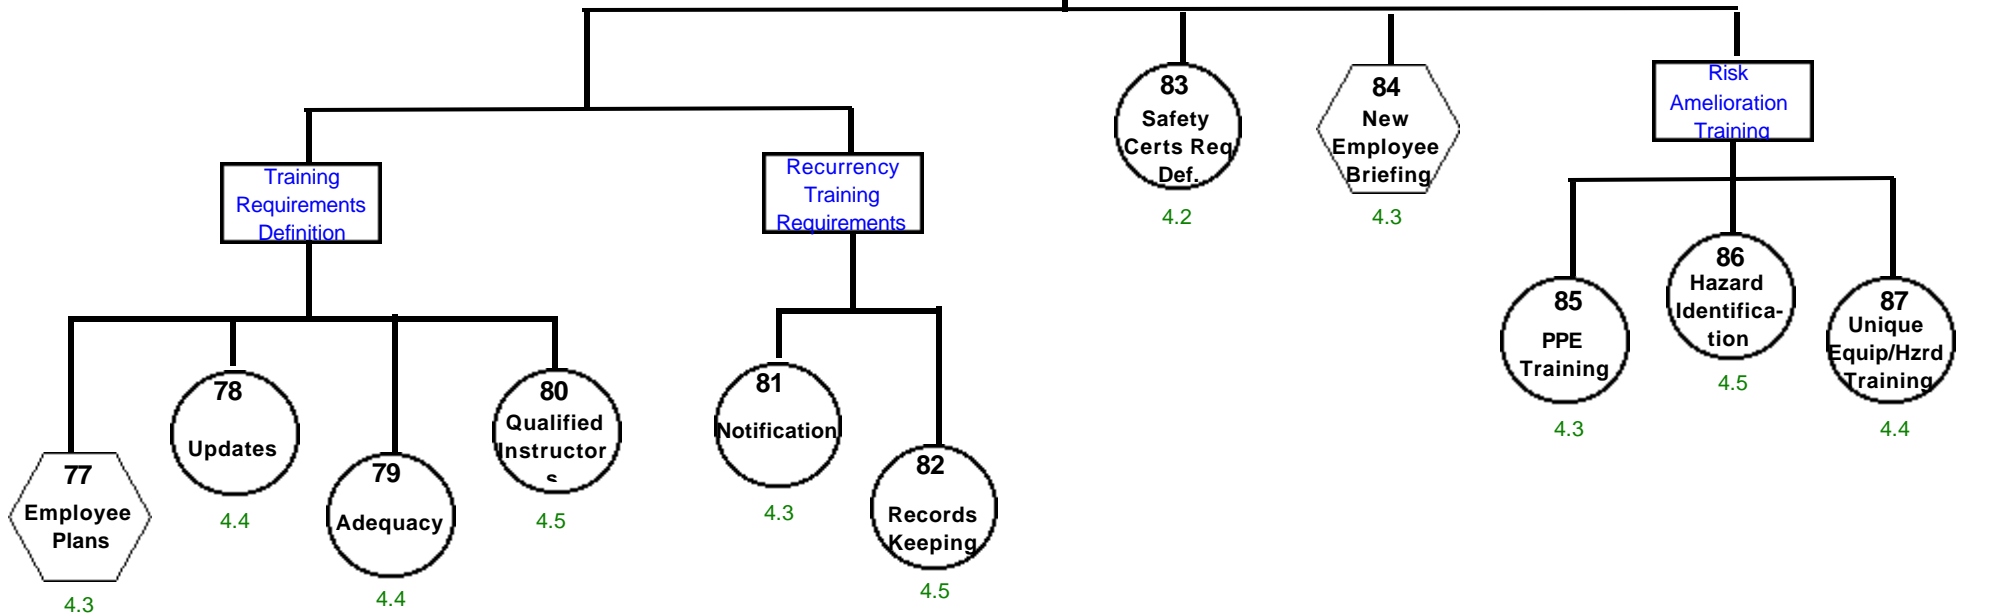 83
Safety
Certs Req
Def.
4.2
84
New
Employee
Briefing
4.3
Risk
Amelioration
Training
Training
Requirements
Definition
Recurrency
Training
Requirements
77
Employee
Plans
4.3
78
Updates
4.4
79
Adequacy
4.4
80
Qualified
Instructor
s
4.5
81
Notification
4.3
82
Records
Keeping
4.5
85
PPE
Training
4.3
86
Hazard
Identifica-
tion
4.5
87
Unique
Equip/Hzrd
Training
4.4